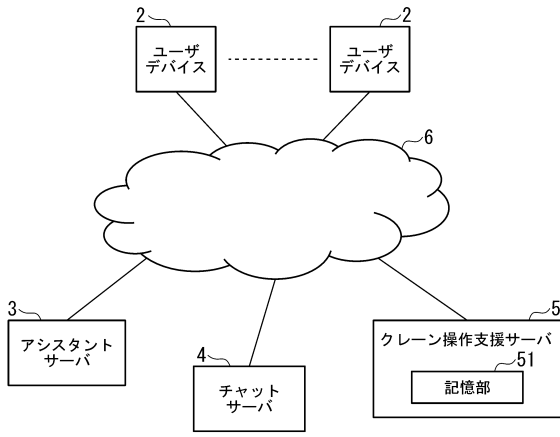 2
ユーザ
デバイス
2
ユーザ
デバイス
6
3
アシスタント
サーバ
4
チャット
サーバ
5
クレーン操作支援サーバ
51
記憶部